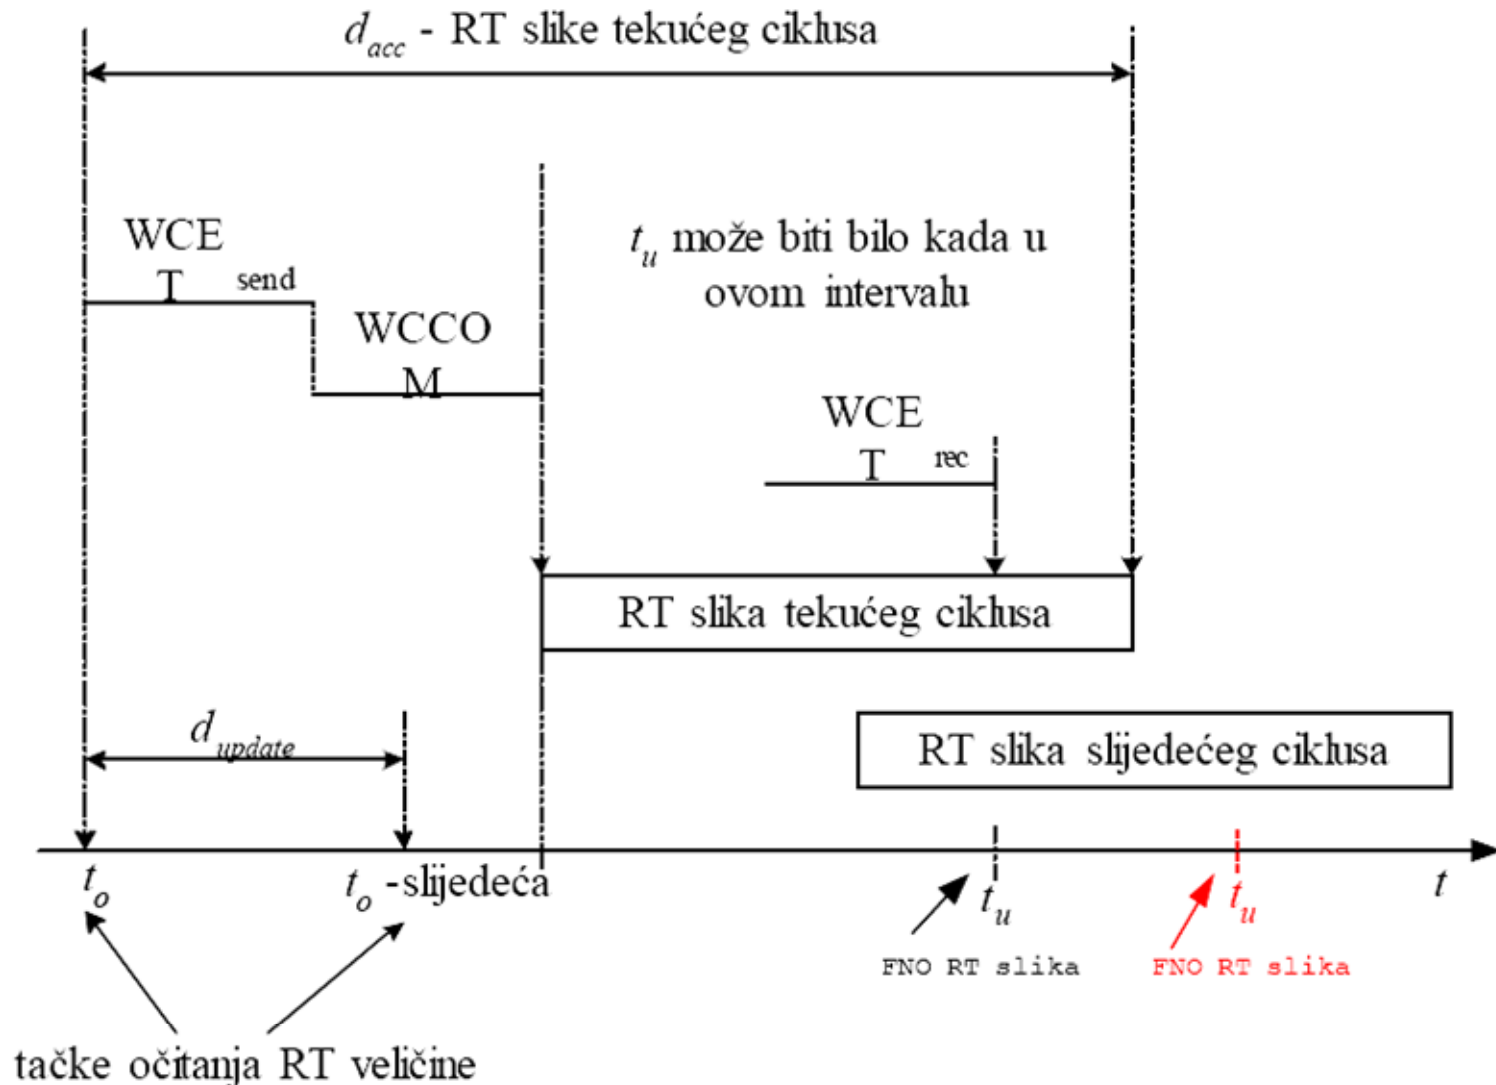 d_acc - RT slike tekućeg ciklusa
WCE
T send
WCCO
M
t_u može biti bilo kada u
ovom intervalu
WCE
T rec
RT slika tekućeg ciklusa
d_update
RT slika slijedećeg ciklusa
t_o
t_o -slijedeća
t_u
t_u
t
FNO RT slika
FNO RT slika
tačke očitanja RT veličine